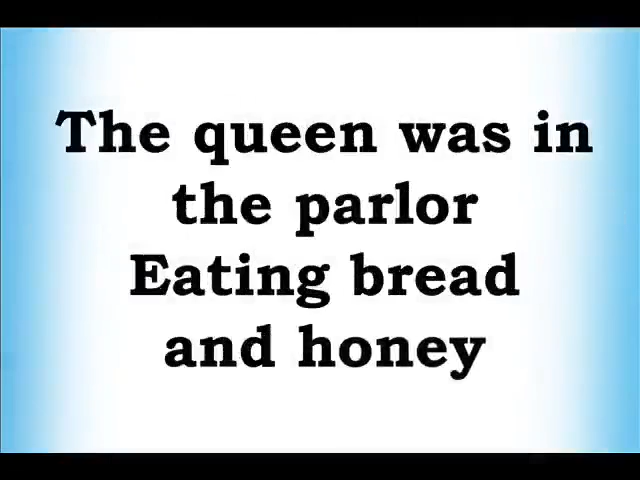 The queen was in
the parlor
Eating bread
and honey